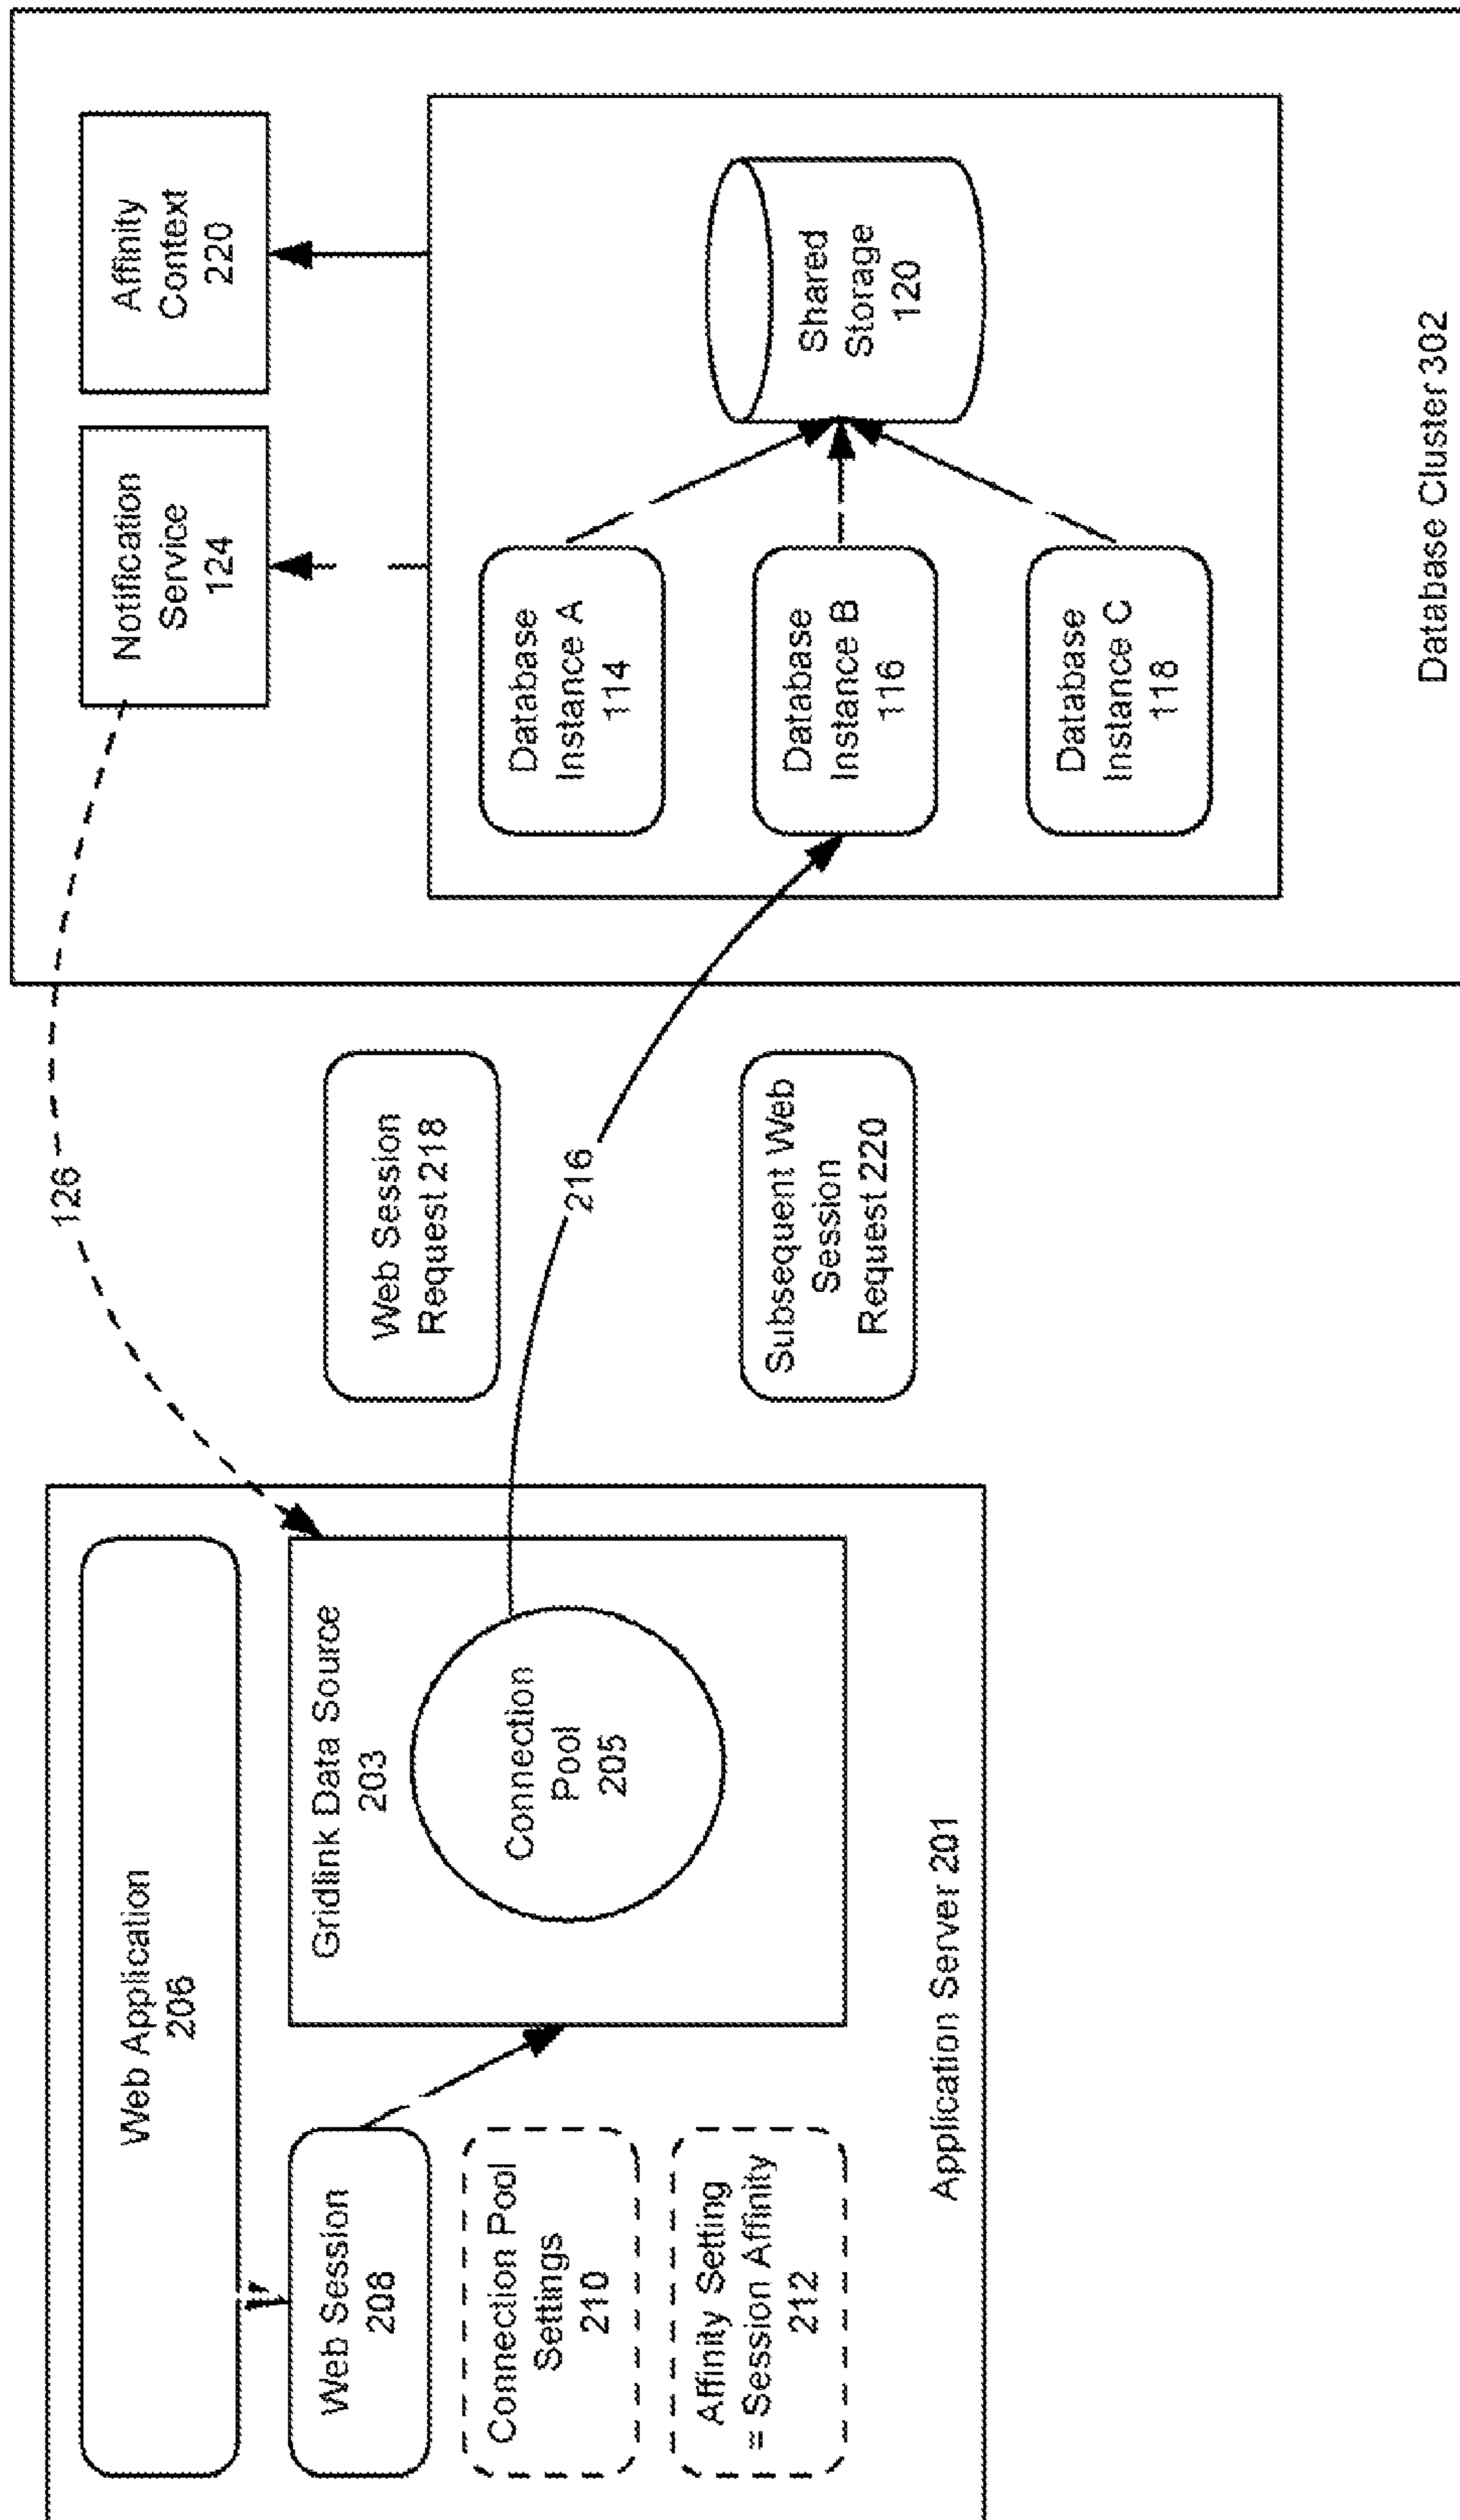 Web Application
206
Web Session
208
Connection Pool
Settings
210
Affinity Setting
= Session Affinity
212
Gridlink Data Source
203
Connection
Pool
205
Application Server 201
126
Web Session
Request 218
216
Subsequent Web
Session
Request 220
Notification
Service
124
Affinity
Context
220
Database
Instance A
114
Database
Instance B
116
Database
Instance C
118
Shared
Storage
120
Database Cluster 302